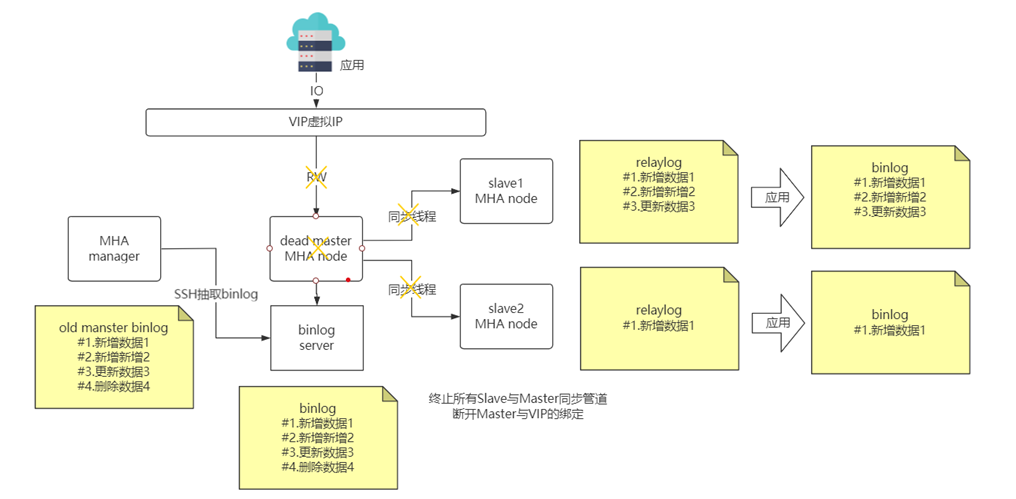 应用
IO
VIP虚拟IP
RW
dead master
MHA node
MHA
manager
SSH抽取binlog
binlog
server
同步线程
同步线程
slave1
MHA node
slave2
MHA node
relaylog
#1.新增数据1
#2.新增新增2
#3.更新数据3
应用
binlog
#1.新增数据1
#2.新增新增2
#3.更新数据3
relaylog
#1.新增数据1
应用
binlog
#1.新增数据1
old manster binlog
#1.新增数据1
#2.新增新增2
#3.更新数据3
#4.删除数据4
binlog
#1.新增数据1
#2.新增新增2
#3.更新数据3
#4.删除数据4
终止所有Slave与Master同步管道
断开Master与VIP的绑定